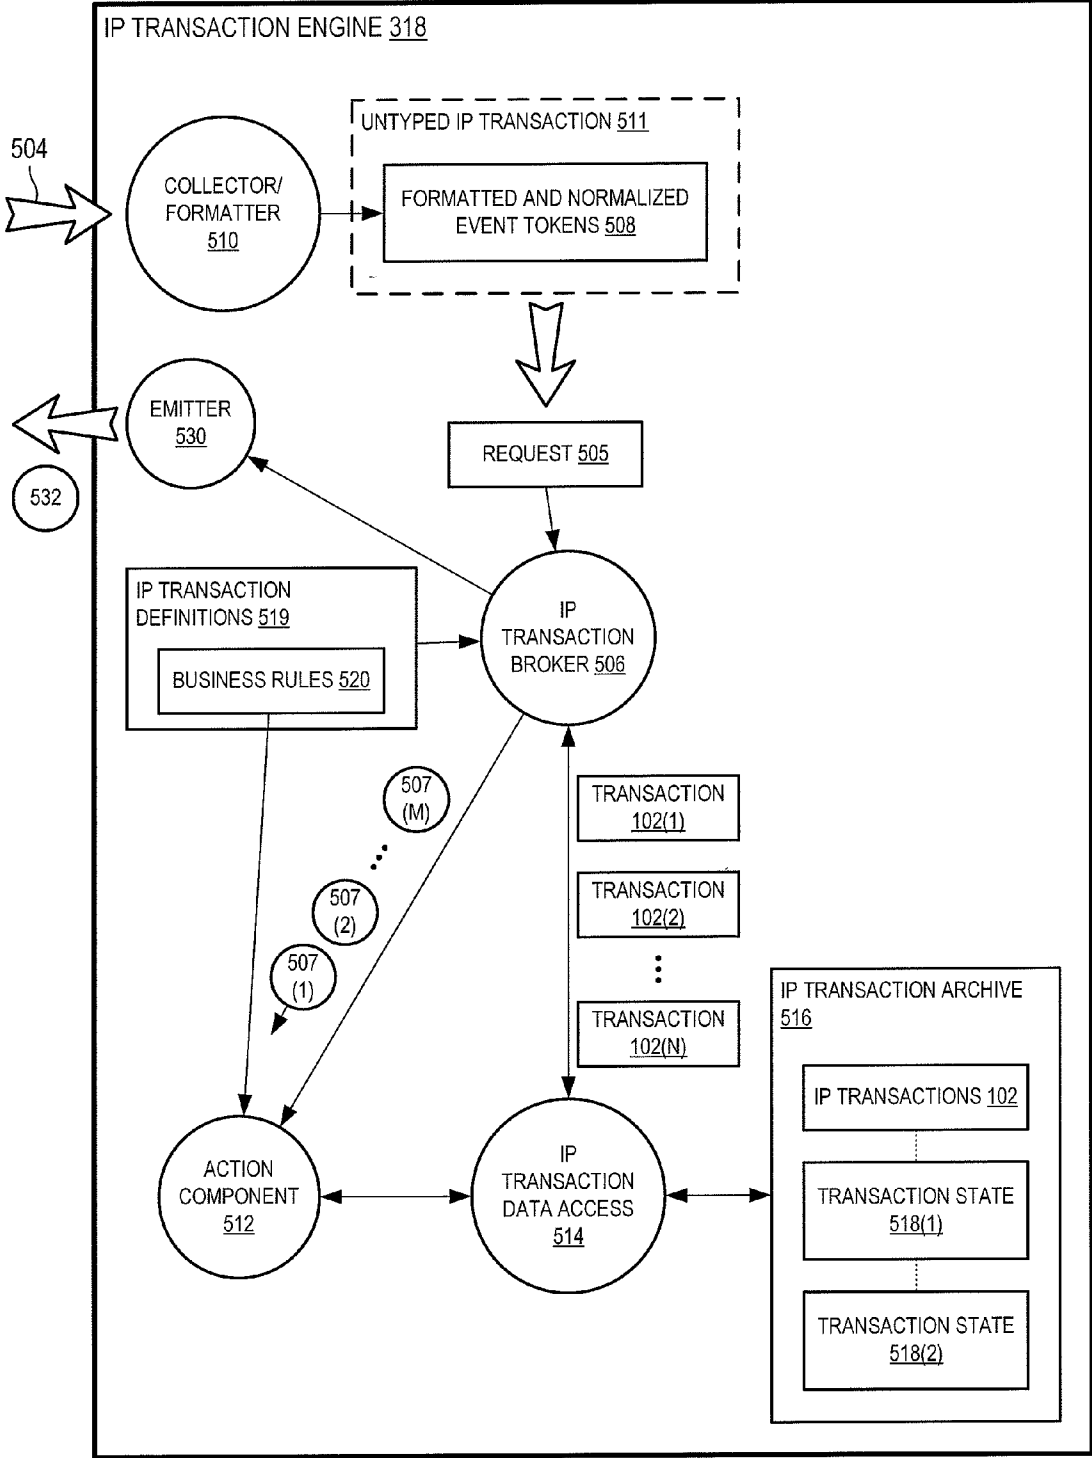 IP TRANSACTION ENGINE 318
504
COLLECTOR/
FORMATTER
510
UNTYPED IP TRANSACTION 511
FORMATTED AND NORMALIZED
EVENT TOKENS 508
EMITTER
530
532
REQUEST 505
IP TRANSACTION
DEFINITIONS 519
BUSINESS RULES 520
IP
TRANSACTION
BROKER 506
507
(M)
507
(2)
507
(1)
TRANSACTION
102(1)
TRANSACTION
102(2)
TRANSACTION
102(N)
IP TRANSACTION ARCHIVE
516
IP TRANSACTIONS 102
TRANSACTION STATE
518(1)
TRANSACTION STATE
518(2)
ACTION
COMPONENT
512
IP
TRANSACTION
DATA ACCESS
514